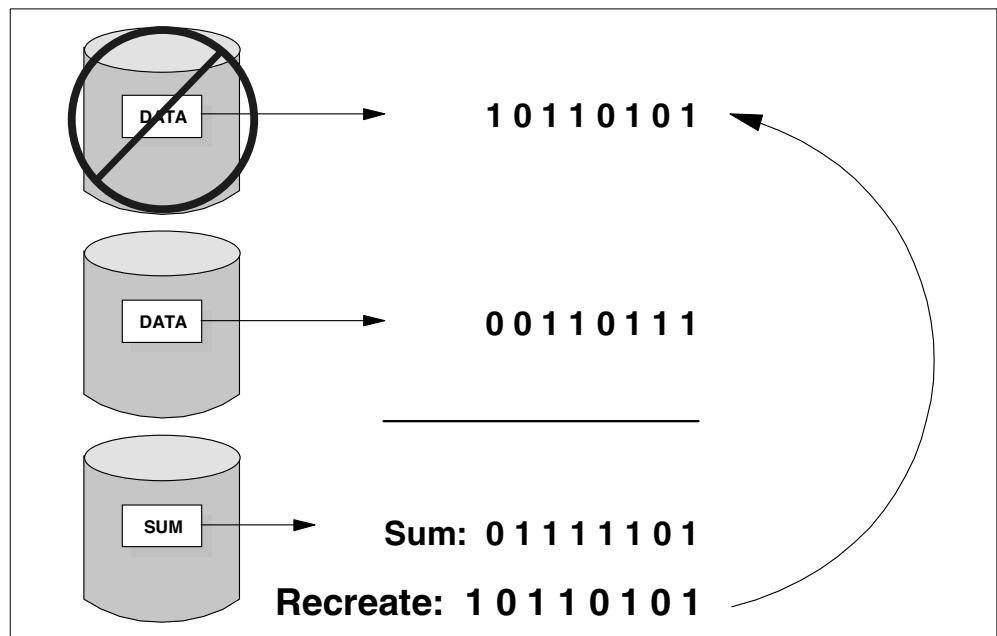 DATA
1 0 1 1 0 1 0 1
DATA
0 0 1 1 0 1 1 1
SUM
Sum: 0 1 1 1 1 1 0 1
Recreate: 1 0 1 1 0 1 0 1